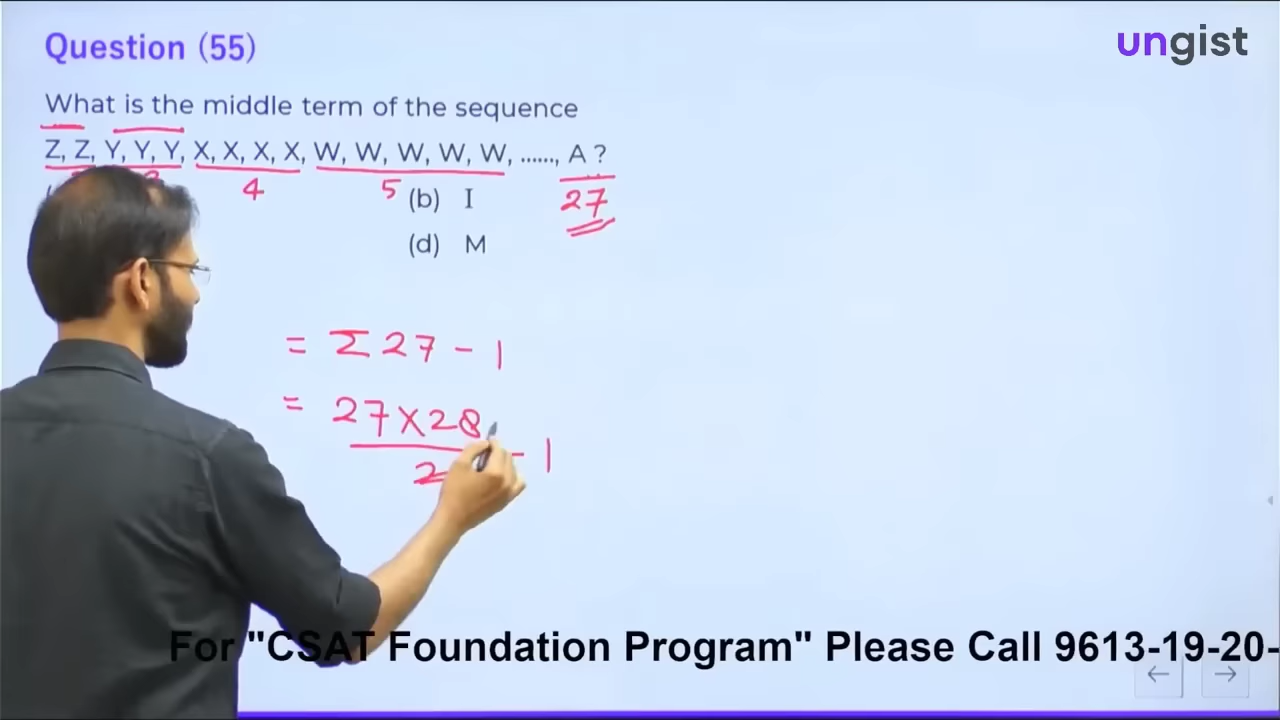 Question (55)
ungist
What is the middle term of the sequence
Z, Z, Y, Y, Y, X, X, X, X, W, W, W, W, W, ......, A ?
4 5 27
(b) I
(d) M
= Σ 27 - 1
= 27 × 28
2 - 1
For "CSAT Foundation Program" Please Call 9613-19-20-